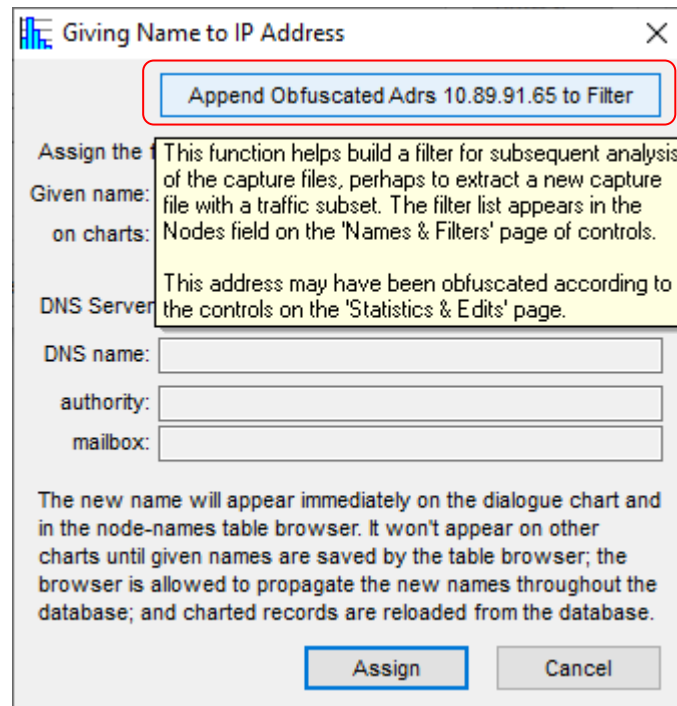 Giving Name to IP Address
Append Obfuscated Adrs 10.89.91.65 to Filter
Assign the
This function helps build a filter for subsequent analysis
of the capture files, perhaps to extract a new capture
file with a traffic subset. The filter list appears in the
Nodes field on the 'Names & Filters' page of controls.
This address may have been obfuscated according to
the controls on the 'Statistics & Edits' page.
Given name:
on charts:
DNS Server
DNS name:
authority:
mailbox:
The new name will appear immediately on the dialogue chart and
in the node-names table browser. It won't appear on other
charts until given names are saved by the table browser; the
browser is allowed to propagate the new names throughout the
database; and charted records are reloaded from the database.
Assign
Cancel